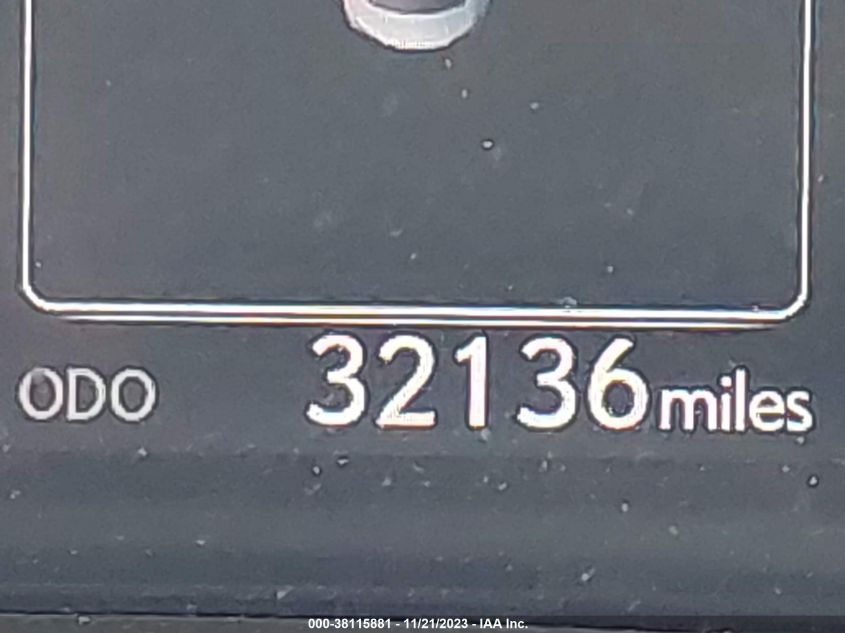 ODO 32136 miles
000-38115881 - 11/21/2023 - IAA Inc.